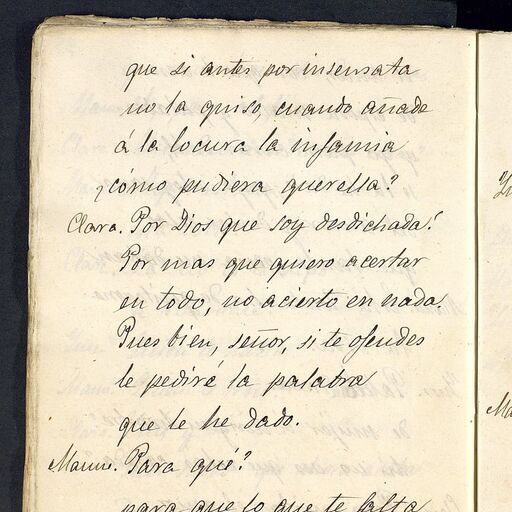 que si antes por insensata
no la quiso, cuando añade
á la locura la infamia
¿cómo pudiera querella?
Clara. Por Dios que soy desdichada!
Por mas que quiero acertar
en todo, no acierto en nada.
Pues bien, señor, si te ofendes
le pediré la palabra
que le he dado.
Manu. Para qué?
para que lo que te falta